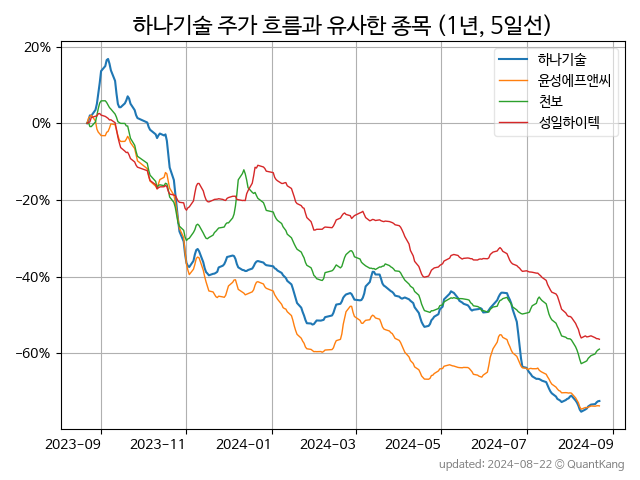 하나기술 주가 흐름과 유사한 종목 (1년, 5일선)
20%
0%
−20%
−40%
−60%
하나기술
윤성에프앤씨
천보
성일하이텍
2023-09 2023-11 2024-01 2024-03 2024-05 2024-07 2024-09
updated: 2024-08-22 © QuantKang